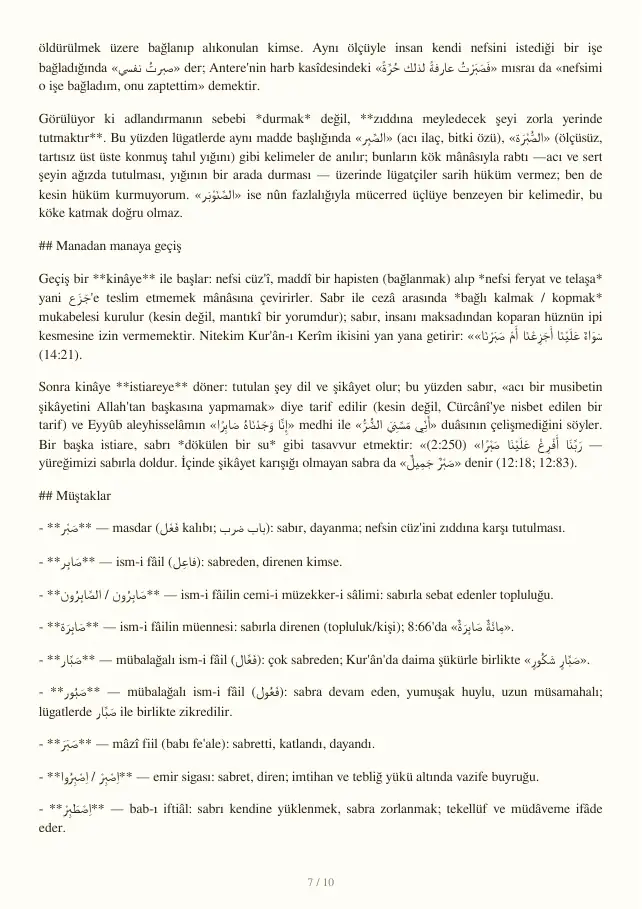 öldürülmek üzere bağlanıp alıkonulan kimse. Aynı ölçüyle insan kendi nefsini istediği bir işe
bağladığında «صبرتُ نفسي» der; Antere'nin harb kasîdesindeki «فَصَبَرْتُ عارفةً لذلك حُرَّةً» mısraı da «nefsimi
o işe bağladım, onu zaptettim» demektir.
Görülüyor ki adlandırmanın sebebi *durmak* değil, **zıddına meyledecek şeyi zorla yerinde
tutmaktır**. Bu yüzden lügatlerde aynı madde başlığında «الصَّبِر» (acı ilaç, bitki özü), «الصُّبْرَة» (ölçüsüz,
tartısız üst üste konmuş tahıl yığını) gibi kelimeler de anılır; bunların kök mânâsıyla rabtı —acı ve sert
şeyin ağızda tutulması, yığının bir arada durması — üzerinde lügatçiler sarih hüküm vermez; ben de
kesin hüküm kurmuyorum. «الصَّنَوْبَر» ise nûn fazlalığıyla mücerred üçlüye benzeyen bir kelimedir, bu
köke katmak doğru olmaz.
## Manadan manaya geçiş
Geçiş bir **kinâye** ile başlar: nefsi cüz'î, maddî bir hapisten (bağlanmak) alıp *nefsi feryat ve telaşa*
yani جَزَع'e teslim etmemek mânâsına çevirirler. Sabr ile cezâ arasında *bağlı kalmak / kopmak*
mukabelesi kurulur (kesin değil, mantıkî bir yorumdur); sabır, insanı maksadından koparan hüznün ipi
kesmesine izin vermemektir. Nitekim Kur'ân-ı Kerîm ikisini yan yana getirir: ««سَوَاءٌ عَلَيْنَا أَجَزِعْنَا أَمْ صَبَرْنَا
(14:21).
Sonra kinâye **istiareye** döner: tutulan şey dil ve şikâyet olur; bu yüzden sabır, «acı bir musibetin
şikâyetini Allah'tan başkasına yapmamak» diye tarif edilir (kesin değil, Cürcânî'ye nisbet edilen bir
tarif) ve Eyyûb aleyhisselâmın «إِنَّا وَجَدْنَاهُ صَابِرًا» medhi ile «أَنِّي مَسَّنِيَ الضُّرُّ» duâsının çelişmediğini söyler.
Bir başka istiare, sabrı *dökülen bir su* gibi tasavvur etmektir: «(2:250) «رَبَّنَا أَفْرِغْ عَلَيْنَا صَبْرًا —
yüreğimizi sabırla doldur. İçinde şikâyet karışığı olmayan sabra da «صَبْرٌ جَمِيلٌ» denir (12:18; 12:83).
## Müştaklar
- **صَبْر** — masdar (فَعْل kalıbı; باب ضرب): sabır, dayanma; nefsin cüz'ini zıddına karşı tutulması.
- **صَابِر** — ism-i fâil (فاعِل): sabreden, direnen kimse.
- **صَابِرُون / الصَّابِرُون** — ism-i fâilin cemi-i müzekker-i sâlimi: sabırla sebat edenler topluluğu.
- **صَابِرَة** — ism-i fâilin müennesi: sabırla direnen (topluluk/kişi); 8:66'da «مِائَةٌ صَابِرَةٌ».
- **صَبَّار** — mübalağalı ism-i fâil (فَعَّال): çok sabreden; Kur'ân'da daima şükürle birlikte «صَبَّارٍ شَكُورٍ».
- **صَبُور** — mübalağalı ism-i fâil (فَعُول): sabra devam eden, yumuşak huylu, uzun müsamahalı;
lügatlerde صَبَّار ile birlikte zikredilir.
- **صَبَرَ** — mâzî fiil (babı fe'ale): sabretti, katlandı, dayandı.
- **اِصْبِرْ / اِصْبِرُوا** — emir sigası: sabret, diren; imtihan ve tebliğ yükü altında vazife buyruğu.
- **اِصْطَبِرْ** — bab-ı iftiâl: sabrı kendine yüklenmek, sabra zorlanmak; tekellüf ve müdâveme ifâde
eder.
7 / 10